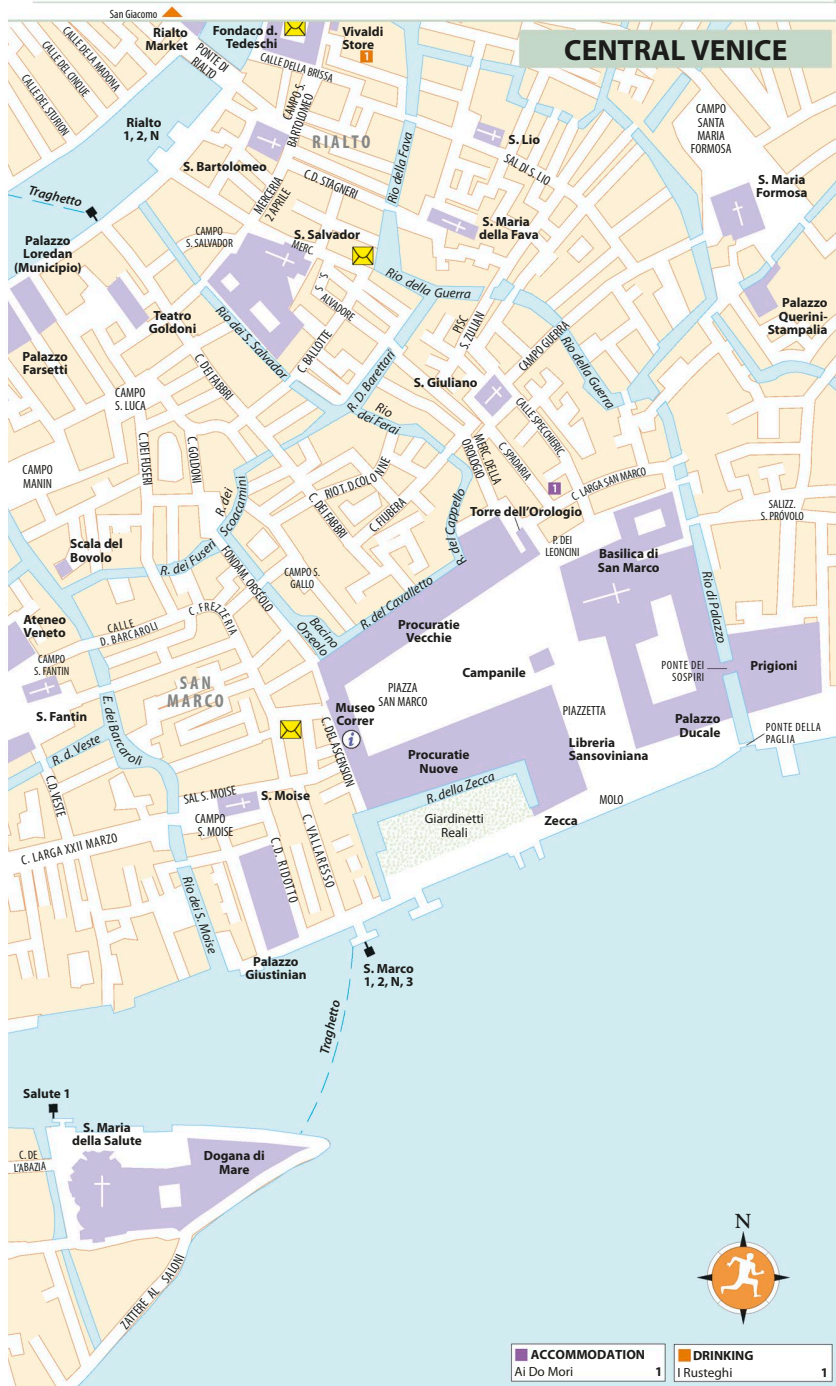 San Giacomo
CENTRAL VENICE
Rialto
Market
Fondaco d.
Tedeschi
Vivaldi
Store
1
CALLE DE LA MADONA
CALLE DEL CINQUE
CALLE DEL STURION
PONTE DI
RIALTO
CALLE DELLA BRISSA
CAMPO S.
BARTOLOMEO
RIALTO
Rialto
1, 2, N
S. Bartolomeo
Rio della Fava
S. Lio
SAL DI S. LIO
CAMPO
SANTA
MARIA
FORMOSA
S. Maria
Formosa
Traghetto
MERCERIA
2 APRILE
C.D. STAGNERI
S. Maria
della Fava
Palazzo
Loredan
(Municipio)
CAMPO
S. SALVADOR
S. Salvador
MERC
S. SALVADORE
Rio della Guerra
Palazzo
Querini-
Stampalia
Teatro
Goldoni
Rio dei S. Salvador
C. BALLOTTE
PISC
S. ZULIAN
CAMPO GUERRA
Rio della Guerra
Palazzo
Farsetti
C. DEI FABBRI
R. D. Barettari
S. Giuliano
CAMPO
S. LUCA
Rio
dei Ferai
CALLE SPECCHIERIC
C. SPADARIA
MERC. DELLA
OROLOGIO
C. DEI FUSERI
C. GOLDONI
CAMPO
MANIN
RIO T. D. COLONNE
C. DEI FABBRI
C. FIUBERA
R. dei
Scoacamini
1
C. LARGA SAN MARCO
Torre dell'Orologio
P. DEI
LEONCINI
SALIZZ.
S. PRÓVOLO
Scala del
Bovolo
R. dei Fuseri
FONDAM. ORSEOLO
CAMPO S.
GALLO
R. del Cappello
Basilica di
San Marco
Rio di Palazzo
Ateneo
Veneto
CALLE
D. BARCAROLI
C. FREZZERIA
Bacino
Orseolo
R. del Cavalletto
Procuratie
Vecchie
CAMPO
S. FANTIN
S. Fantin
SAN
MARCO
Museo
Correr
i
PIAZZA
SAN MARCO
Campanile
PONTE DEI
SOSPIRI
Prigioni
PIAZZETTA
Palazzo
Ducale
PONTE DELLA
PAGLIA
E. dei Barcaroli
R. d. Veste
C. DEL ASCENSION
Procuratie
Nuove
Libreria
Sansoviniana
C.D. VESTE
SAL S. MOISE
S. Moise
CAMPO
S. MOISE
R. della Zecca
Giardinetti
Reali
Zecca
MOLO
C. LARGA XXII MARZO
C. VALLARESSO
C.D. RIDOTTO
Rio dei S. Moise
Palazzo
Giustinian
S. Marco
1, 2, N, 3
Traghetto
Salute 1
S. Maria
della Salute
C. DE
L'ABAZIA
Dogana di
Mare
ZATTERE AL SALONI
N
ACCOMMODATION
Ai Do Mori 1
DRINKING
I Rusteghi 1